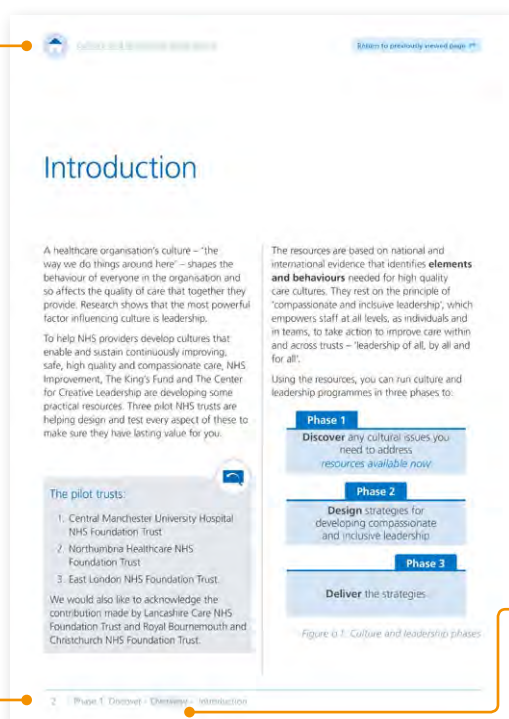 Return to previously viewed page
Introduction
A healthcare organisation's culture – 'the
way we do things around here' – shapes the
behaviour of everyone in the organisation and
so affects the quality of care that together they
provide. Research shows that the most powerful
factor influencing culture is leadership.
To help NHS providers develop cultures that
enable and sustain continuously improving,
safe, high quality and compassionate care, NHS
Improvement, The King's Fund and The Center
for Creative Leadership are developing some
practical resources. Three pilot NHS trusts are
helping design and test every aspect of these to
make sure they have lasting value for you.
The pilot trusts:
1. Central Manchester University Hospital
NHS Foundation Trust
2. Northumbria Healthcare NHS
Foundation Trust
3. East London NHS Foundation Trust.
We would also like to acknowledge the
contribution made by Lancashire Care NHS
Foundation Trust and Royal Bournemouth and
Christchurch NHS Foundation Trust.
The resources are based on national and
international evidence that identifies elements
and behaviours needed for high quality
care cultures. They rest on the principle of
'compassionate and inclusive leadership', which
empowers staff at all levels, as individuals and
in teams, to take action to improve care within
and across trusts – 'leadership of all, by all and
for all'.
Using the resources, you can run culture and
leadership programmes in three phases to:
Phase 1
Discover any cultural issues you
need to address
resources available now
Phase 2
Design strategies for
developing compassionate
and inclusive leadership
Phase 3
Deliver the strategies
Figure 0.1: Culture and leadership phases
2 | Phase 1: Discover - Overview - Introduction